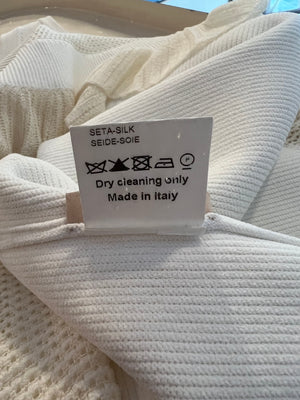 SETA-SILK
SEIDE-SOIE
P
Dry cleaning only
Made in italy